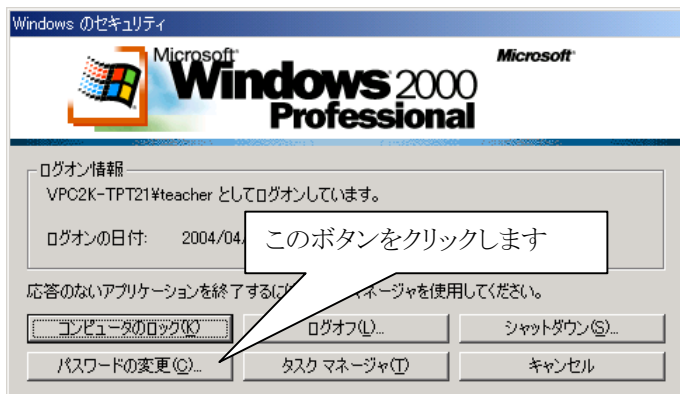 Windows のセキュリティ
Microsoft
Microsoft
Windows 2000
Professional
ログオン情報
VPC2K-TPT21¥teacher としてログオンしています。
ログオンの日付: 2004/04/
このボタンをクリックします
応答のないアプリケーションを終了するに ネージャを使用してください。
コンピュータのロック(K) ログオフ(L)... シャットダウン(S)...
パスワードの変更(C)... タスク マネージャ(T) キャンセル